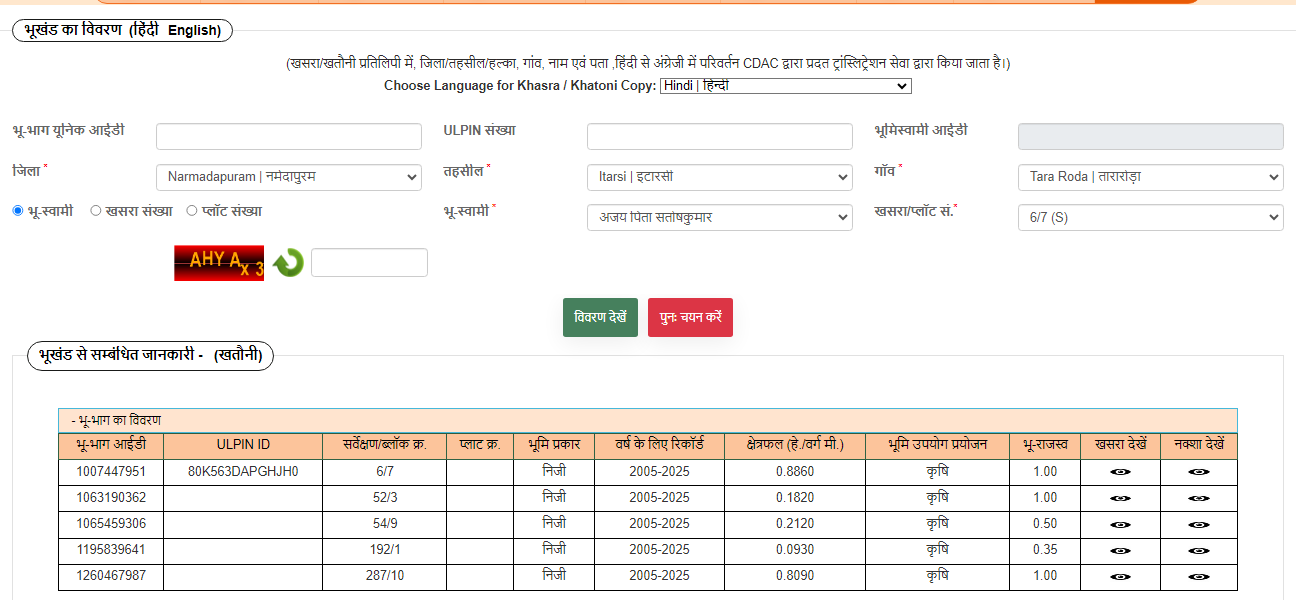 भूखंड का विवरण (हिंदी English)
(खसरा/खतौनी प्रतिलिपी में, जिला/तहसील/हल्का, गांव, नाम एवं पता ,हिंदी से अंग्रेजी में परिवर्तन CDAC द्वारा प्रदत ट्रांस्लिट्रेशन सेवा द्वारा किया जाता है।)
Choose Language for Khasra / Khatoni Copy: Hindi | हिन्दी
भू-भाग यूनिक आईडी ULPIN संख्या भूमिस्वामी आईडी
जिला * Narmadapuram | नर्मदापुरम तहसील * Itarsi | इटारसी गाँव * Tara Roda | तारारोड़ा
भू-स्वामी खसरा संख्या प्लॉट संख्या भू-स्वामी * अजय पिता सतोषकुमार खसरा/प्लॉट सं.* 6/7 (S)
AHY Ax 3
विवरण देखें पुनः चयन करें
भूखंड से सम्बंधित जानकारी - (खतौनी)
- भू-भाग का विवरण
भू-भाग आईडी ULPIN ID सर्वेक्षण/ब्लॉक क्र. प्लाट क्र. भूमि प्रकार वर्ष के लिए रिकॉर्ड क्षेत्रफल (हे./वर्ग मी.) भूमि उपयोग प्रयोजन भू-राजस्व खसरा देखें नक्शा देखें
1007447951 80K563DAPGHJH0 6/7 निजी 2005-2025 0.8860 कृषि 1.00
1063190362 52/3 निजी 2005-2025 0.1820 कृषि 1.00
1065459306 54/9 निजी 2005-2025 0.2120 कृषि 0.50
1195839641 192/1 निजी 2005-2025 0.0930 कृषि 0.35
1260467987 287/10 निजी 2005-2025 0.8090 कृषि 1.00